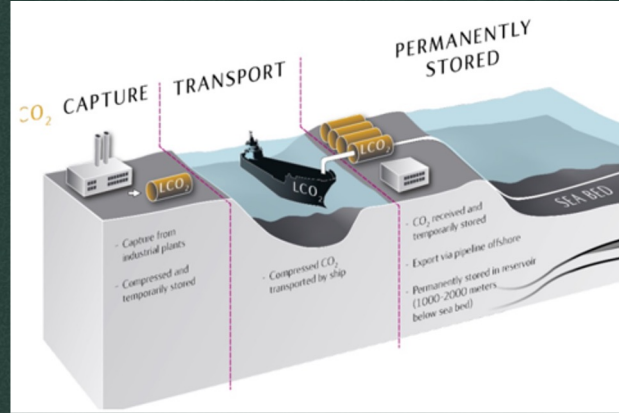 CO₂ CAPTURE
TRANSPORT
PERMANENTLY
STORED
LCO₂
LCO₂
LCO₂
SEA BED
- Capture from
industrial plants
- Compressed and
temporarily stored
- Compressed CO₂
transported by ship
- CO₂ received and
temporarily stored
- Export via pipeline offshore
- Permanently stored in reservoir
(1000-2000 meters
below sea bed)